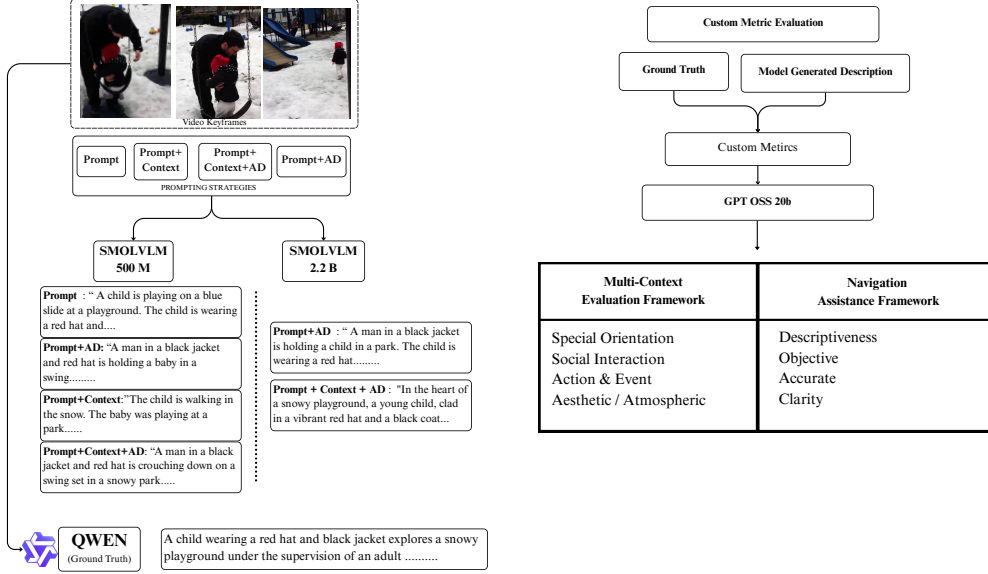 Video Keyframes
Prompt
Prompt+
Context
Prompt+
Context+AD
Prompt+AD
PROMPTING STRATEGIES
SMOLVLM
500 M
SMOLVLM
2.2 B
Prompt : “ A child is playing on a blue
slide at a playground. The child is wearing
a red hat and....
Prompt+AD: “A man in a black jacket
and red hat is holding a baby in a
swing.........
Prompt+Context:”The child is walking in
the snow. The baby was playing at a
park......
Prompt+Context+AD: “A man in a black
jacket and red hat is crouching down on a
swing set in a snowy park.....
Prompt+AD : “ A man in a black jacket
is holding a child in a park. The child is
wearing a red hat.........
Prompt + Context + AD : "In the heart of
a snowy playground, a young child, clad
in a vibrant red hat and a black coat...
QWEN
(Ground Truth)
A child wearing a red hat and black jacket explores a snowy
playground under the supervision of an adult ..........
Custom Metric Evaluation
Ground Truth
Model Generated Description
Custom Metircs
GPT OSS 20b
Multi-Context
Evaluation Framework
Navigation
Assistance Framework
Special Orientation
Social Interaction
Action & Event
Aesthetic / Atmospheric
Descriptiveness
Objective
Accurate
Clarity